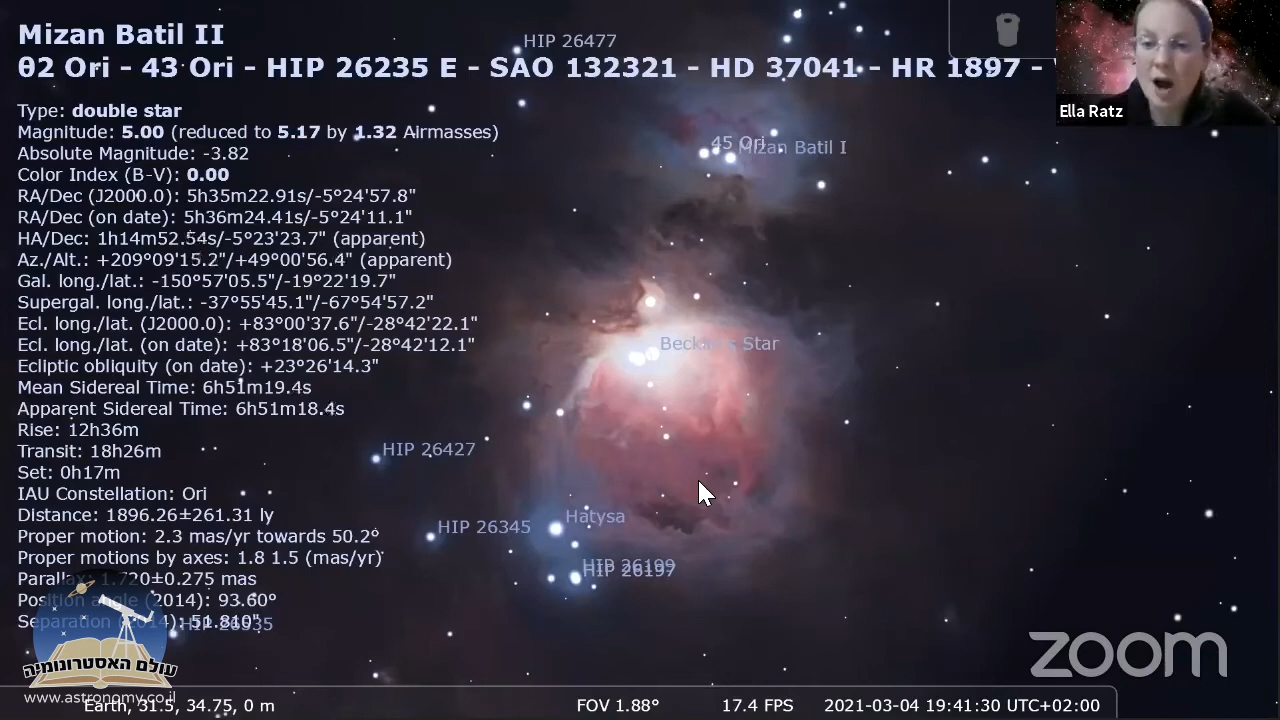 Mizan Batil II
θ2 Ori - 43 Ori - HIP 26235 E - SAO 132321 - HD 37041 - HR 1897 -
Type: double star
Magnitude: 5.00 (reduced to 5.17 by 1.32 Airmasses)
Absolute Magnitude: -3.82
Color Index (B-V): 0.00
RA/Dec (J2000.0): 5h35m22.91s/-5°24'57.8"
RA/Dec (on date): 5h36m24.41s/-5°24'11.1"
HA/Dec: 1h14m52.54s/-5°23'23.7" (apparent)
Az./Alt.: +209°09'15.2"/+49°00'56.4" (apparent)
Gal. long./lat.: -150°57'05.5"/-19°22'19.7"
Supergal. long./lat.: -37°55'45.1"/-67°54'57.2"
Ecl. long./lat. (J2000.0): +83°00'37.6"/-28°42'22.1"
Ecl. long./lat. (on date): +83°18'06.5"/-28°42'12.1"
Ecliptic obliquity (on date): +23°26'14.3"
Mean Sidereal Time: 6h51m19.4s
Apparent Sidereal Time: 6h51m18.4s
Rise: 12h36m
Transit: 18h26m
Set: 0h17m
IAU Constellation: Ori
Distance: 1896.26±261.31 ly
Proper motion: 2.3 mas/yr towards 50.2°
Proper motions by axes: 1.8 1.5 (mas/yr)
Parallax: 1.720±0.275 mas
Position angle (2014): 93.60°
Separation (2014): 51.810"
HIP 26477
45 Ori
Mizan Batil I
Star
HIP 26427
Hatysa
HIP 26345
HIP 26199
HIP 26197
HIP 26535
Ella Ratz
עולם האסטרונומיה
www.astronomy.co.il
zoom
Earth, 31.5, 34.75, 0 m
FOV 1.88°
17.4 FPS
2021-03-04 19:41:30 UTC+02:00